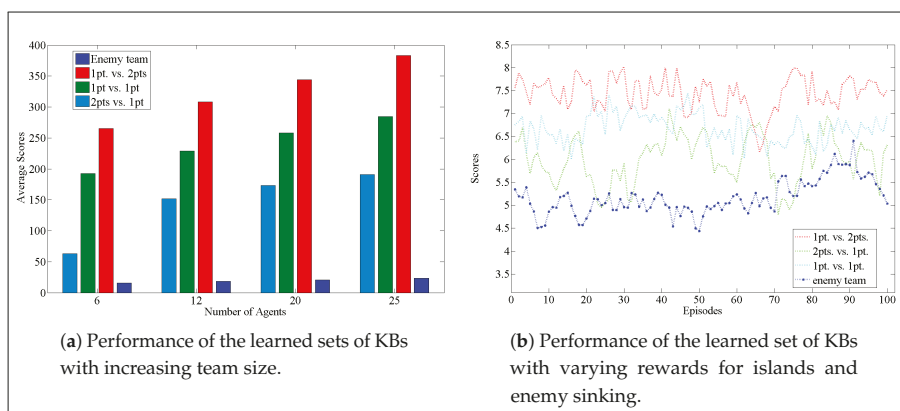 400
350
300
250
200
150
100
50
0
Average Scores
Enemy team
1pt. vs. 2pts
1pt vs. 1pt
2pts vs. 1pt
6 12 20 25
Number of Agents
(a) Performance of the learned sets of KBs
with increasing team size.
8.5
8
7.5
7
6.5
6
5.5
5
4.5
4
3.5
Scores
1pt. vs. 2pts.
2pts. vs. 1pt.
1pt. vs. 1pt.
enemy team
0 10 20 30 40 50 60 70 80 90 100
Episodes
(b) Performance of the learned set of KBs
with varying rewards for islands and
enemy sinking.